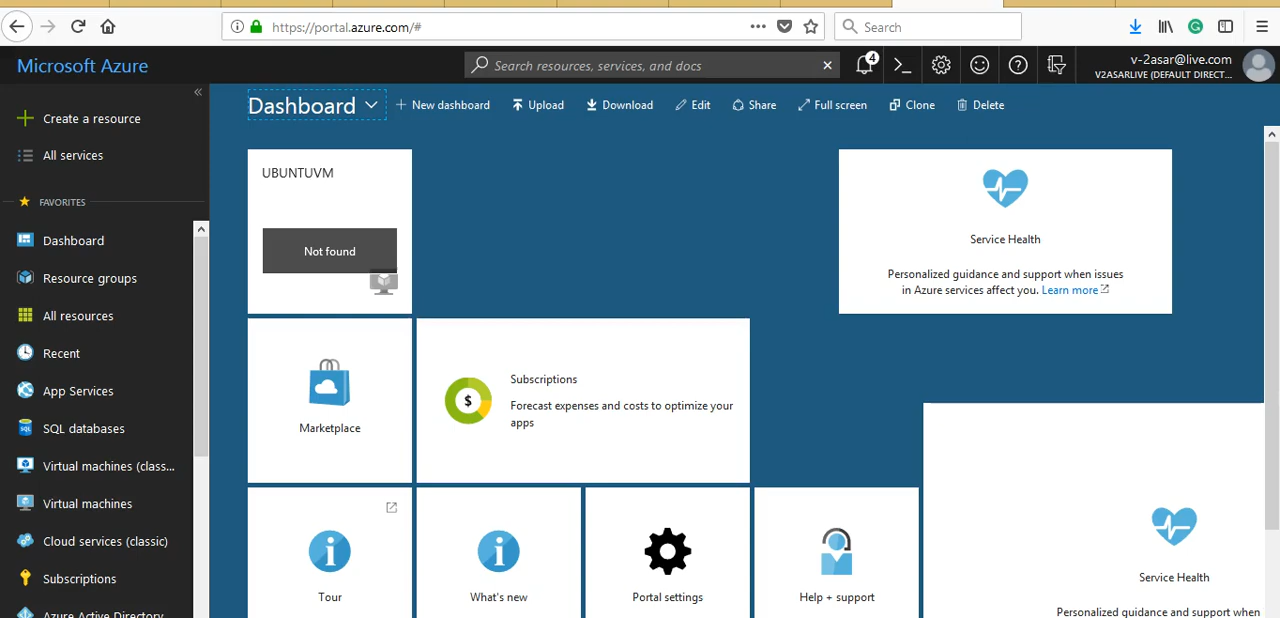 https://portal.azure.com/#
Search
Microsoft Azure
Search resources, services, and docs
4
v-2asar@live.com
V2ASARLIVE (DEFAULT DIRECT...
Create a resource
All services
FAVORITES
Dashboard
Resource groups
All resources
Recent
App Services
SQL databases
Virtual machines (class...
Virtual machines
Cloud services (classic)
Subscriptions
Azure Active Directory
Dashboard
New dashboard
Upload
Download
Edit
Share
Full screen
Clone
Delete
UBUNTUVM
Not found
Service Health
Personalized guidance and support when issues
in Azure services affect you. Learn more
Marketplace
Subscriptions
Forecast expenses and costs to optimize your
apps
Tour
What's new
Portal settings
Help + support
Service Health
Personalized guidance and support when